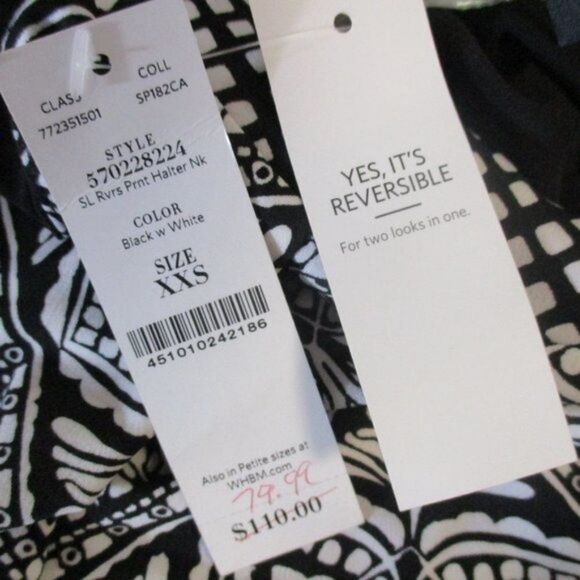 CLASS
COLL
772351501
SP182CA
STYLE
570228224
SL Rvrs Prnt Halter Nk
COLOR
Black w White
SIZE
XXS
451010242186
Also in Petite sizes at
WHBM.com
79.99
$110.00
YES, IT'S
REVERSIBLE
For two looks in one.